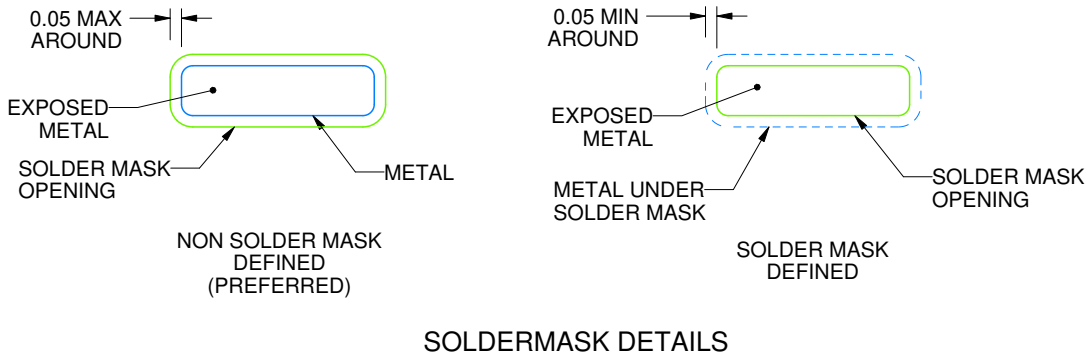 0.05 MAX
AROUND
EXPOSED
METAL
SOLDER MASK
OPENING
METAL
NON SOLDER MASK
DEFINED
(PREFERRED)
0.05 MIN
AROUND
EXPOSED
METAL
METAL UNDER
SOLDER MASK
SOLDER MASK
OPENING
SOLDER MASK
DEFINED
SOLDERMASK DETAILS